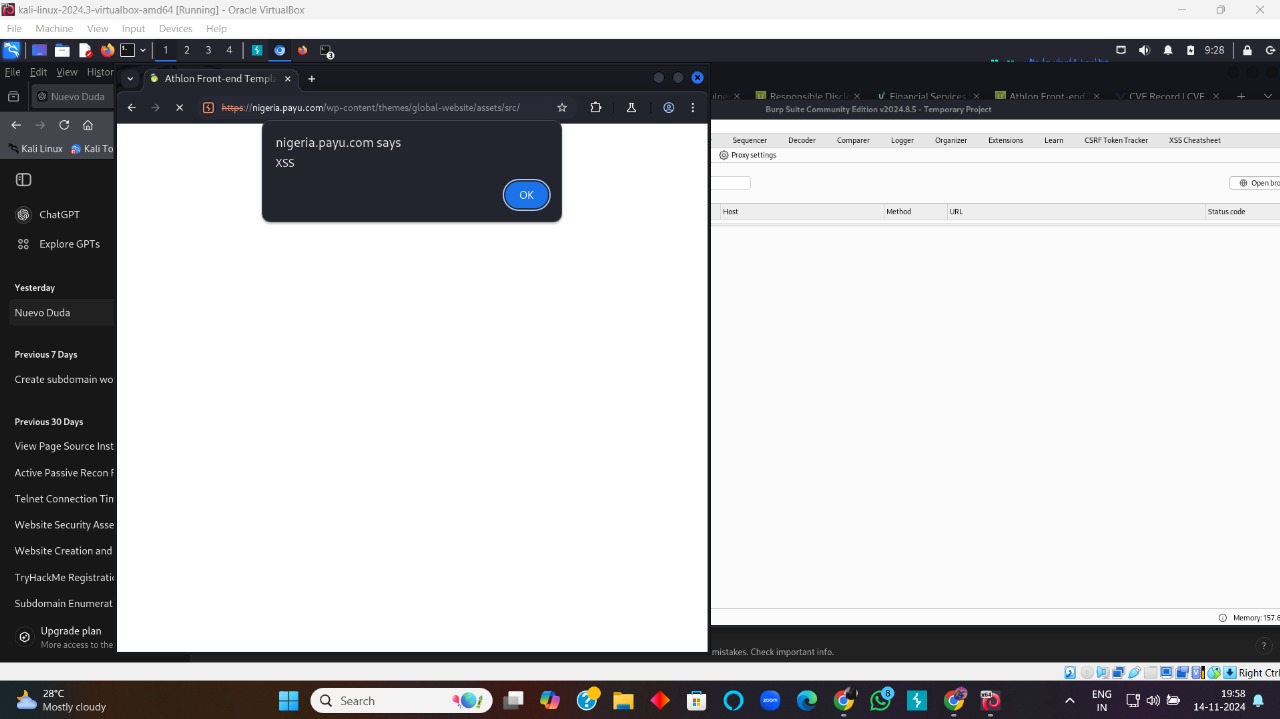 kali-linux-2024.3-virtualbox-amd64 [Running] - Oracle VirtualBox
File Machine View Input Devices Help
1 2 3 4
3
9:28
File Edit View Histor
Athlon Front-end Templa
Responsible Disclo
Financial Services
Athlon Front-end
CVE Record | CVE
Nuevo Duda
https://nigeria.payu.com/wp-content/themes/global-website/assets/src/
Burp Suite Community Edition v2024.8.5 - Temporary Project
Kali Linux Kali To
nigeria.payu.com says
XSS
OK
Sequencer Decoder Comparer Logger Organizer Extensions Learn CSRF Token Tracker XSS Cheatsheet
Proxy settings
Open bro
Host Method URL Status code
ChatGPT
Explore GPTs
Yesterday
Nuevo Duda
Previous 7 Days
Create subdomain wo
Previous 30 Days
View Page Source Inst
Active Passive Recon
Telnet Connection Tim
Website Security Asse
Website Creation and
TryHackMe Registrati
Subdomain Enumerat
Upgrade plan
More access to the
Memory: 157.6
mistakes. Check important info.
?
Right Ctrl
28°C
Mostly cloudy
Search
zoom
8
ENG
IN
19:58
14-11-2024